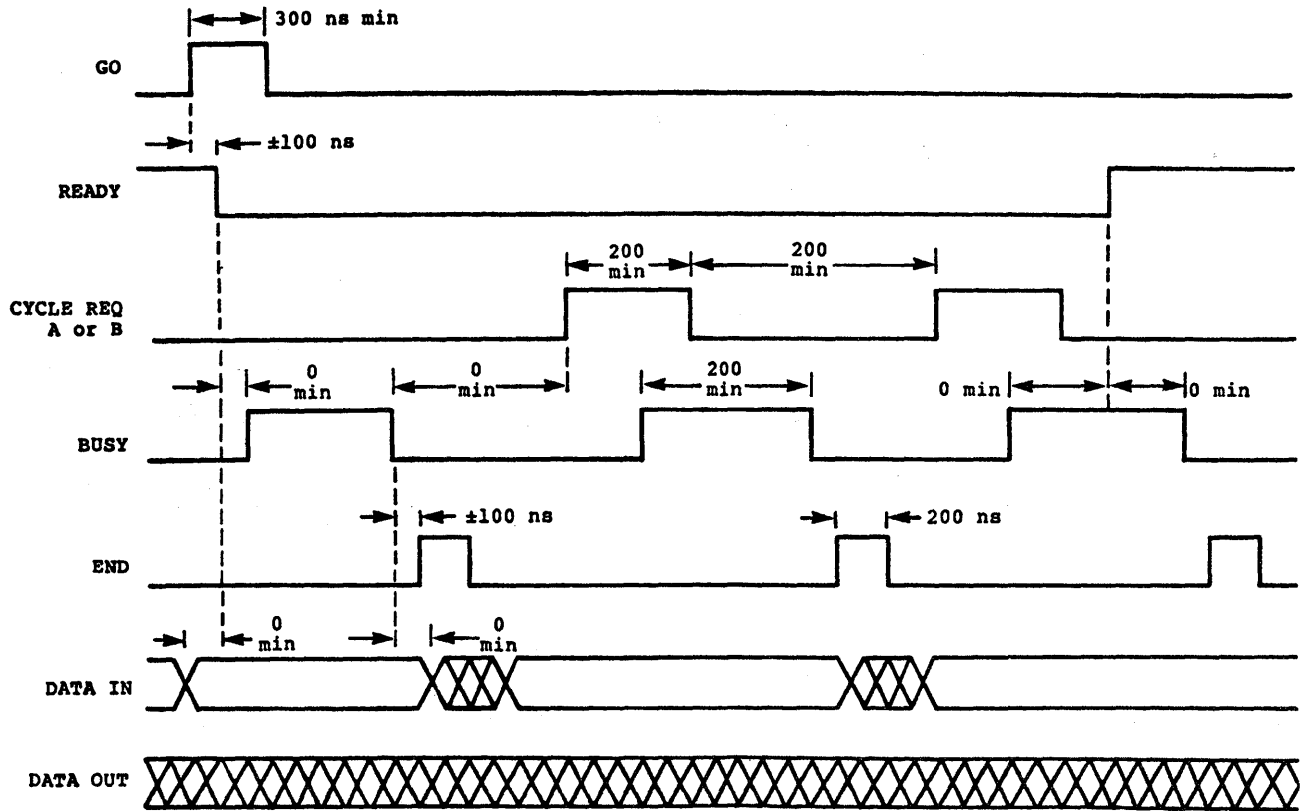 300 ns min
GO
±100 ns
READY
200
min
200
min
CYCLE REQ
A or B
0
min
0
min
200
min
0 min
0 min
BUSY
±100 ns
200 ns
END
0
min
0
min
DATA IN
DATA OUT